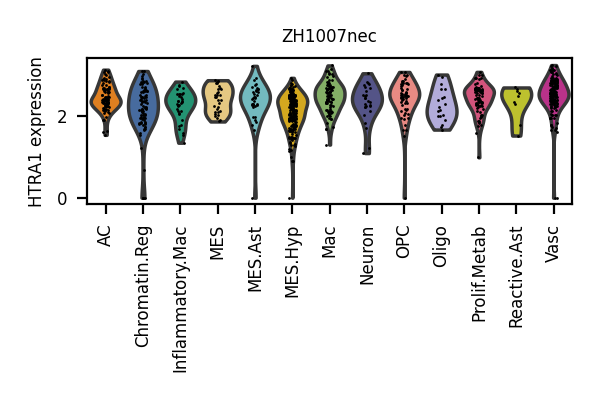 ZH1007nec
HTRA1 expression
2
0
AC
Chromatin.Reg
Inflammatory.Mac
MES
MES.Ast
MES.Hyp
Mac
Neuron
OPC
Oligo
Prolif.Metab
Reactive.Ast
Vasc